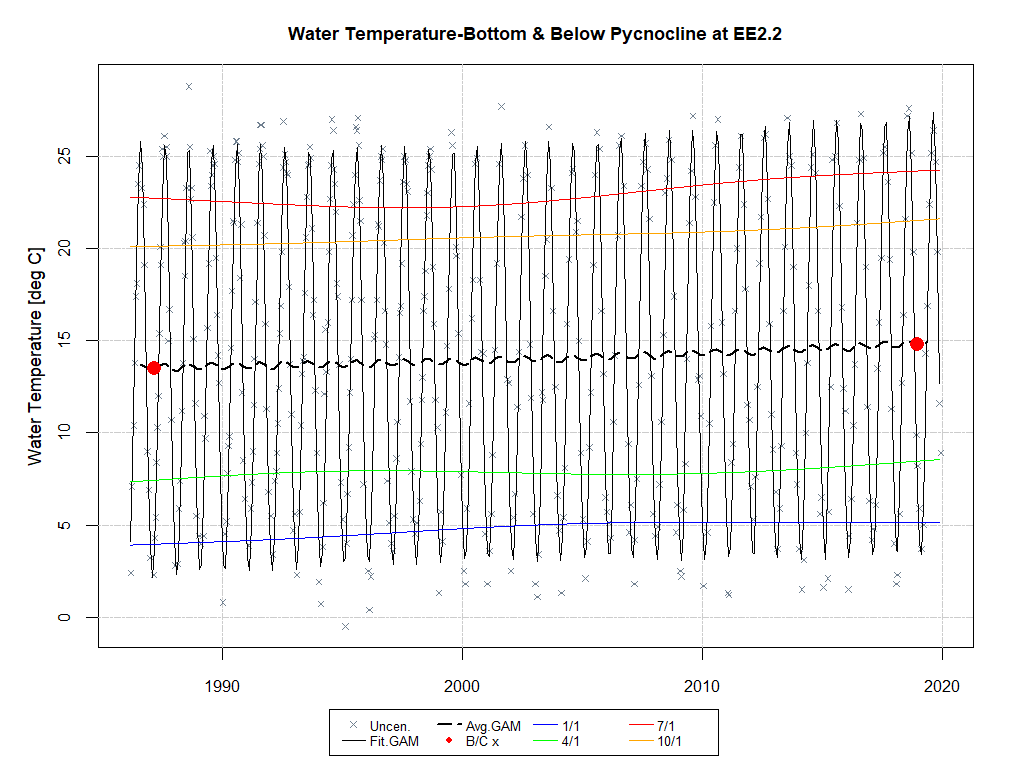 Water Temperature-Bottom & Below Pycnocline at EE2.2
Water Temperature [deg C]
25
20
15
10
5
0
1990 2000 2010 2020
Uncen. Avg.GAM 1/1 7/1
Fit.GAM B/C x 4/1 10/1